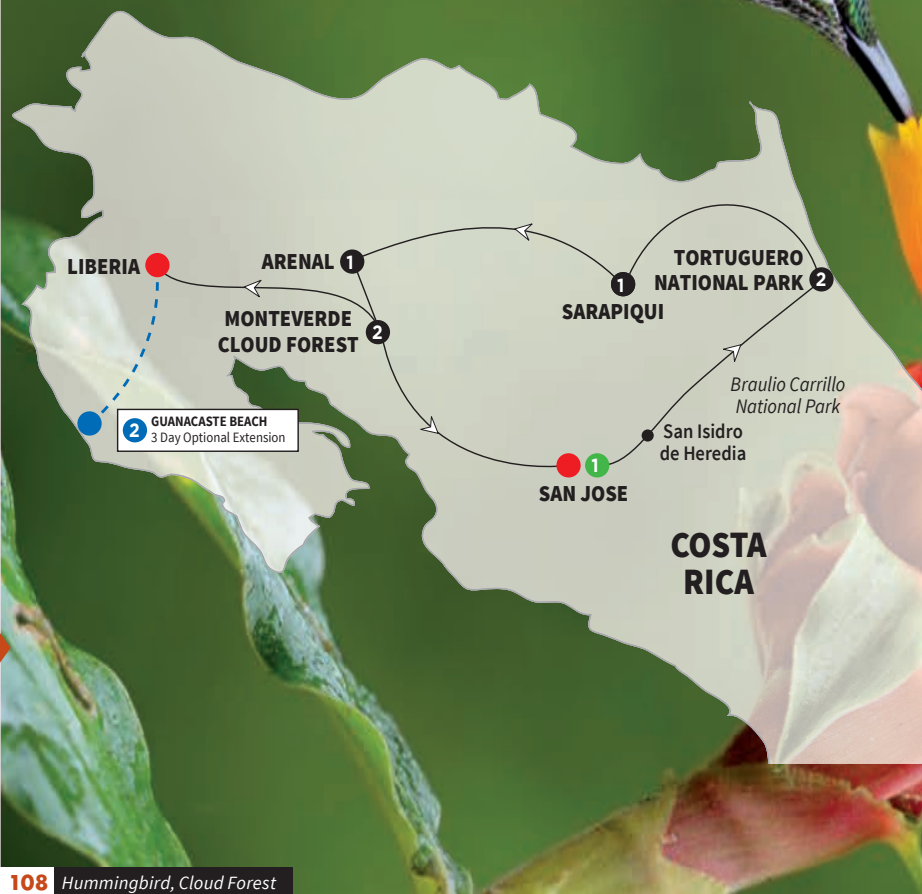 LIBERIA
ARENAL
1
MONTEVERDE
CLOUD FOREST
2
1
SARAPIQUI
TORTUGUERO
NATIONAL PARK
2
Braulio Carrillo
National Park
San Isidro
de Heredia
1
SAN JOSE
2
GUANACASTE BEACH
3 Day Optional Extension
COSTA
RICA
108 Hummingbird, Cloud Forest